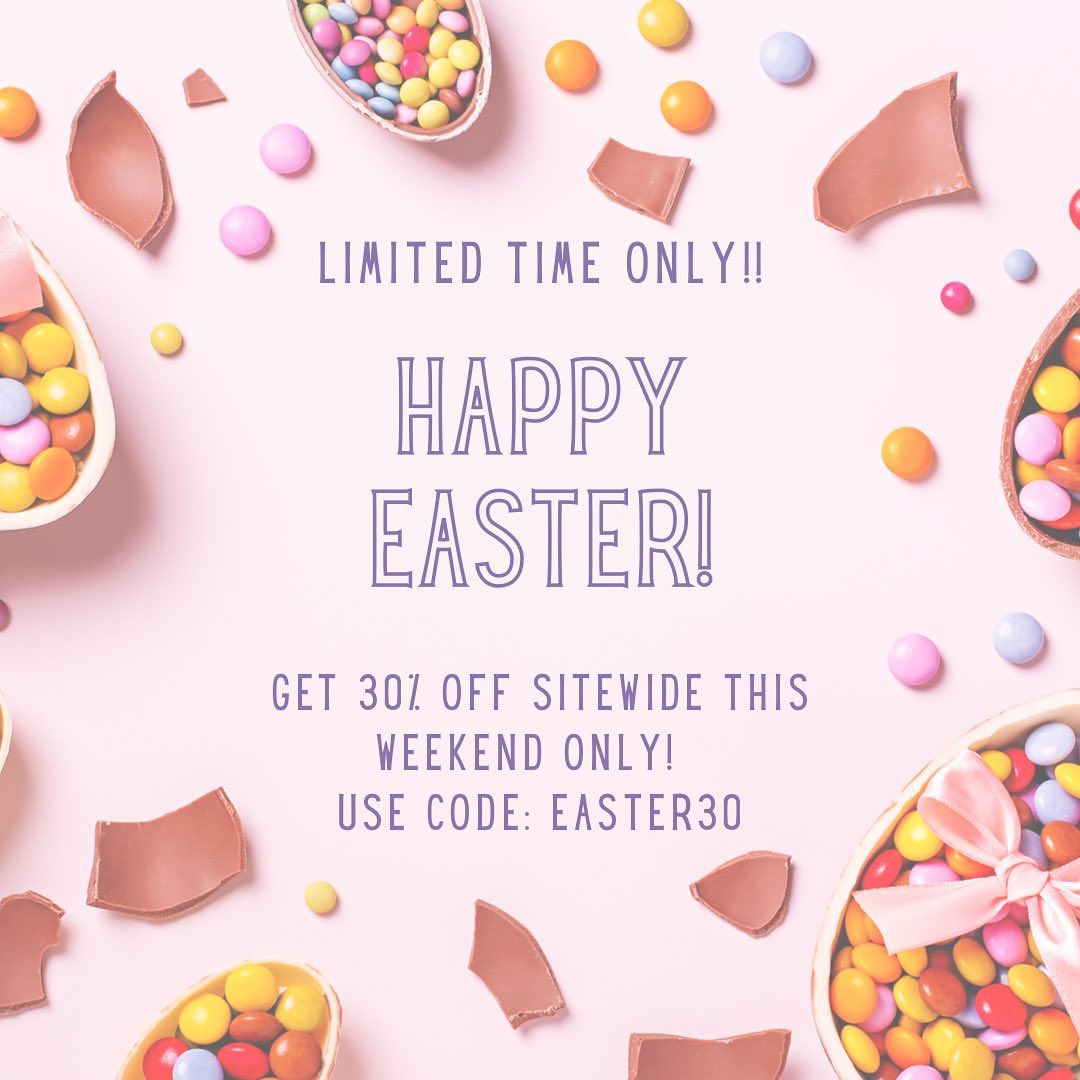 LIMITED TIME ONLY!!
HAPPY
EASTER!
GET 30% OFF SITEWIDE THIS
WEEKEND ONLY!
USE CODE: EASTER30